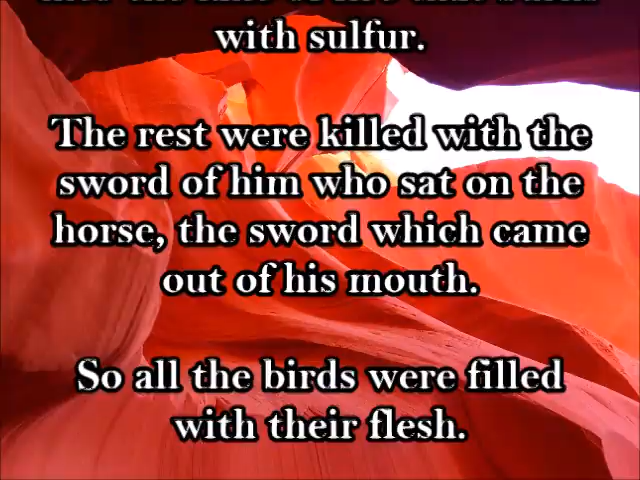 with sulfur.
The rest were killed with the
sword of him who sat on the
horse, the sword which came
out of his mouth.
So all the birds were filled
with their flesh.